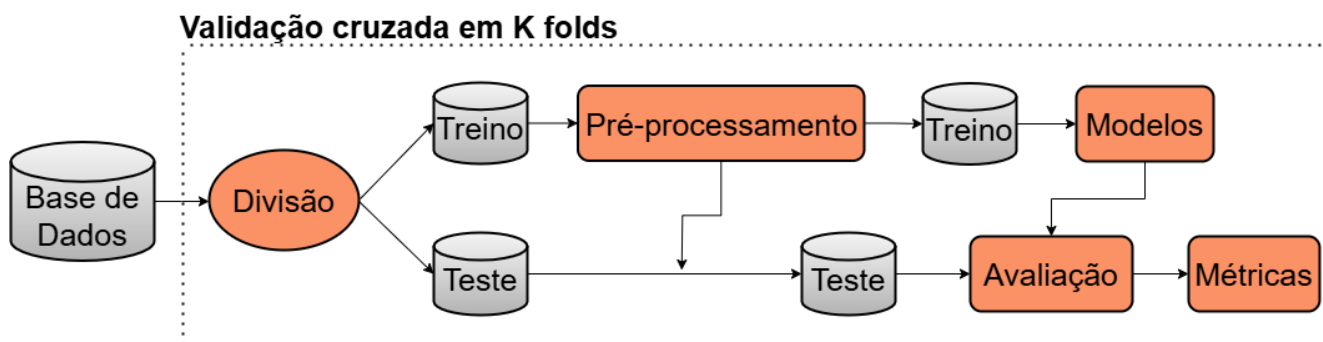 Validação cruzada em K folds
Base de
Dados
Divisão
Treino
Pré-processamento
Treino
Modelos
Teste
Teste
Avaliação
Métricas